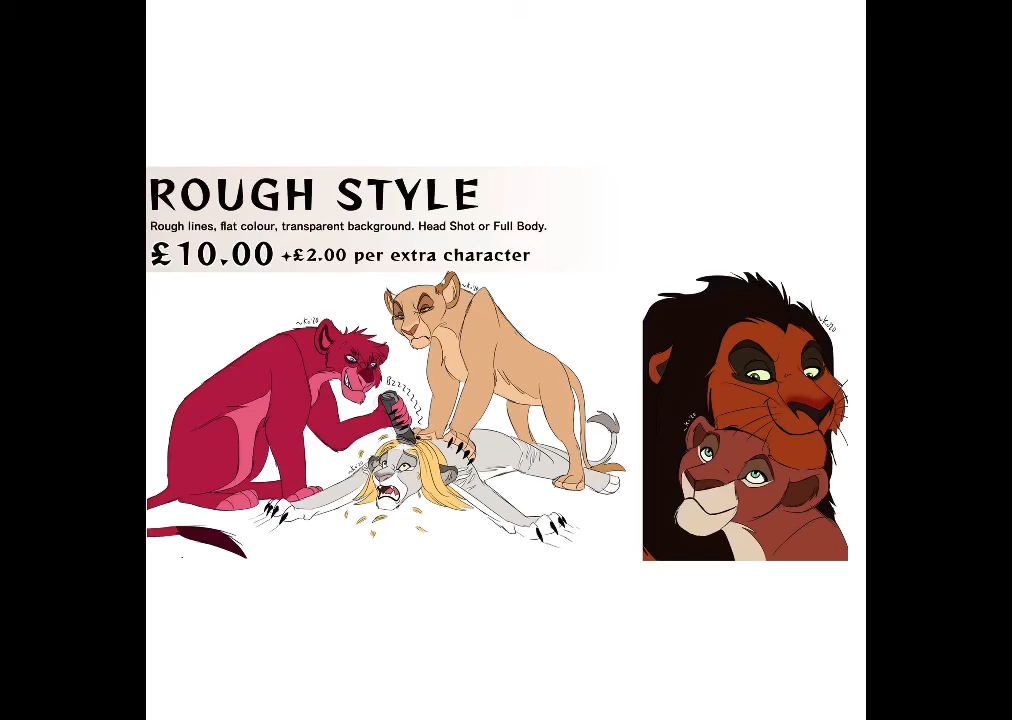 ROUGH STYLE
Rough lines, flat colour, transparent background. Head Shot or Full Body.
£10.00 +£2.00 per extra character
Bzzzzzzzz